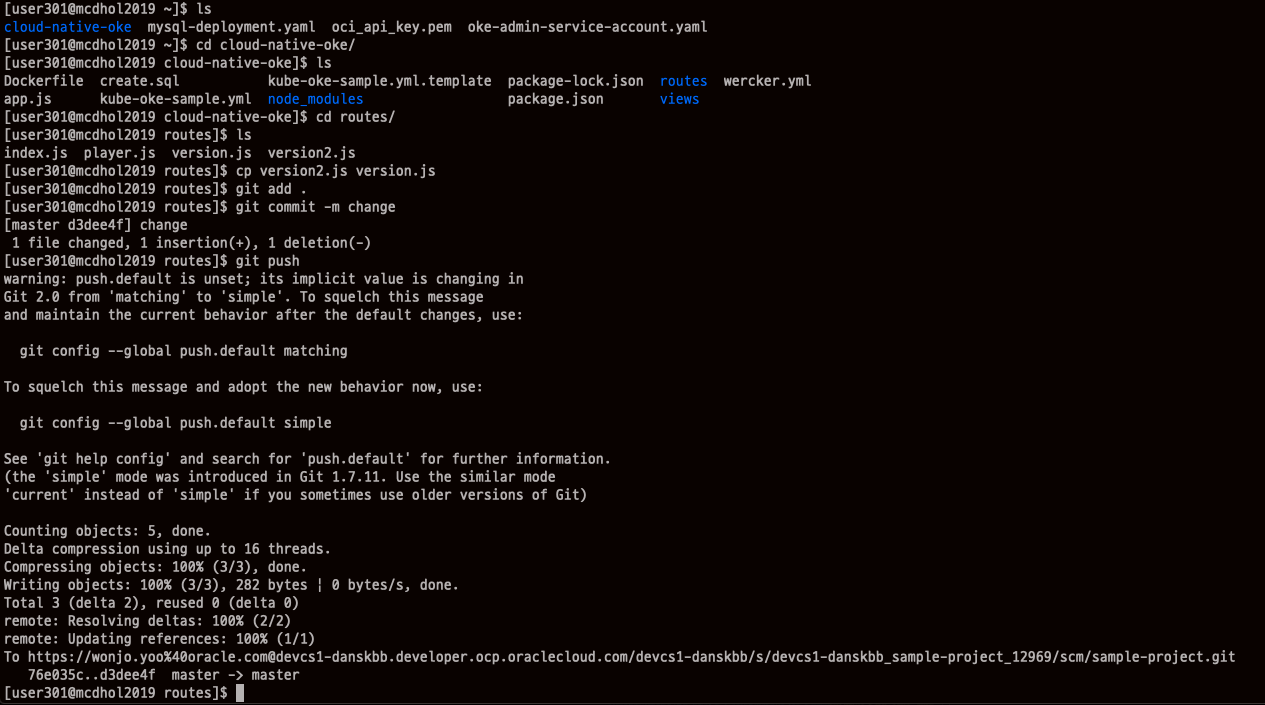 [user301@mcdhol2019 ~]$ ls
cloud-native-oke  mysql-deployment.yaml  oci_api_key.pem  oke-admin-service-account.yaml
[user301@mcdhol2019 ~]$ cd cloud-native-oke/
[user301@mcdhol2019 cloud-native-oke]$ ls
Dockerfile  create.sql           kube-oke-sample.yml.template  package-lock.json  routes  wercker.yml
app.js      kube-oke-sample.yml  node_modules                  package.json       views
[user301@mcdhol2019 cloud-native-oke]$ cd routes/
[user301@mcdhol2019 routes]$ ls
index.js  player.js  version.js  version2.js
[user301@mcdhol2019 routes]$ cp version2.js version.js
[user301@mcdhol2019 routes]$ git add .
[user301@mcdhol2019 routes]$ git commit -m change
[master d3dee4f] change
 1 file changed, 1 insertion(+), 1 deletion(-)
[user301@mcdhol2019 routes]$ git push
warning: push.default is unset; its implicit value is changing in
Git 2.0 from 'matching' to 'simple'. To squelch this message
and maintain the current behavior after the default changes, use:

  git config --global push.default matching

To squelch this message and adopt the new behavior now, use:

  git config --global push.default simple

See 'git help config' and search for 'push.default' for further information.
(the 'simple' mode was introduced in Git 1.7.11. Use the similar mode
'current' instead of 'simple' if you sometimes use older versions of Git)

Counting objects: 5, done.
Delta compression using up to 16 threads.
Compressing objects: 100% (3/3), done.
Writing objects: 100% (3/3), 282 bytes ¦ 0 bytes/s, done.
Total 3 (delta 2), reused 0 (delta 0)
remote: Resolving deltas: 100% (2/2)
remote: Updating references: 100% (1/1)
To https://wonjo.yoo%40oracle.com@devcs1-danskbb.developer.ocp.oraclecloud.com/devcs1-danskbb/s/devcs1-danskbb_sample-project_12969/scm/sample-project.git
   76e035c..d3dee4f  master -> master
[user301@mcdhol2019 routes]$